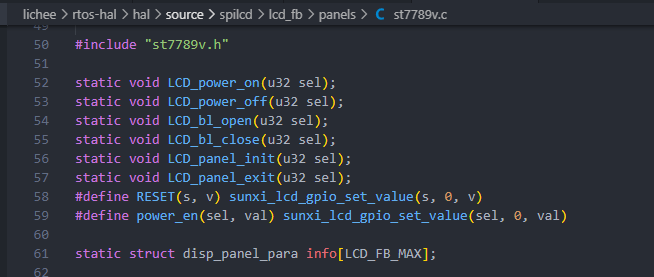 lichee > rtos-hal > hal > source > spilcd > lcd_fb > panels > C st7789v.c
49
50 #include "st7789v.h"
51
52 static void LCD_power_on(u32 sel);
53 static void LCD_power_off(u32 sel);
54 static void LCD_bl_open(u32 sel);
55 static void LCD_bl_close(u32 sel);
56 static void LCD_panel_init(u32 sel);
57 static void LCD_panel_exit(u32 sel);
58 #define RESET(s, v) sunxi_lcd_gpio_set_value(s, 0, v)
59 #define power_en(sel, val) sunxi_lcd_gpio_set_value(sel, 0, val)
60
61 static struct disp_panel_para info[LCD_FB_MAX];
62